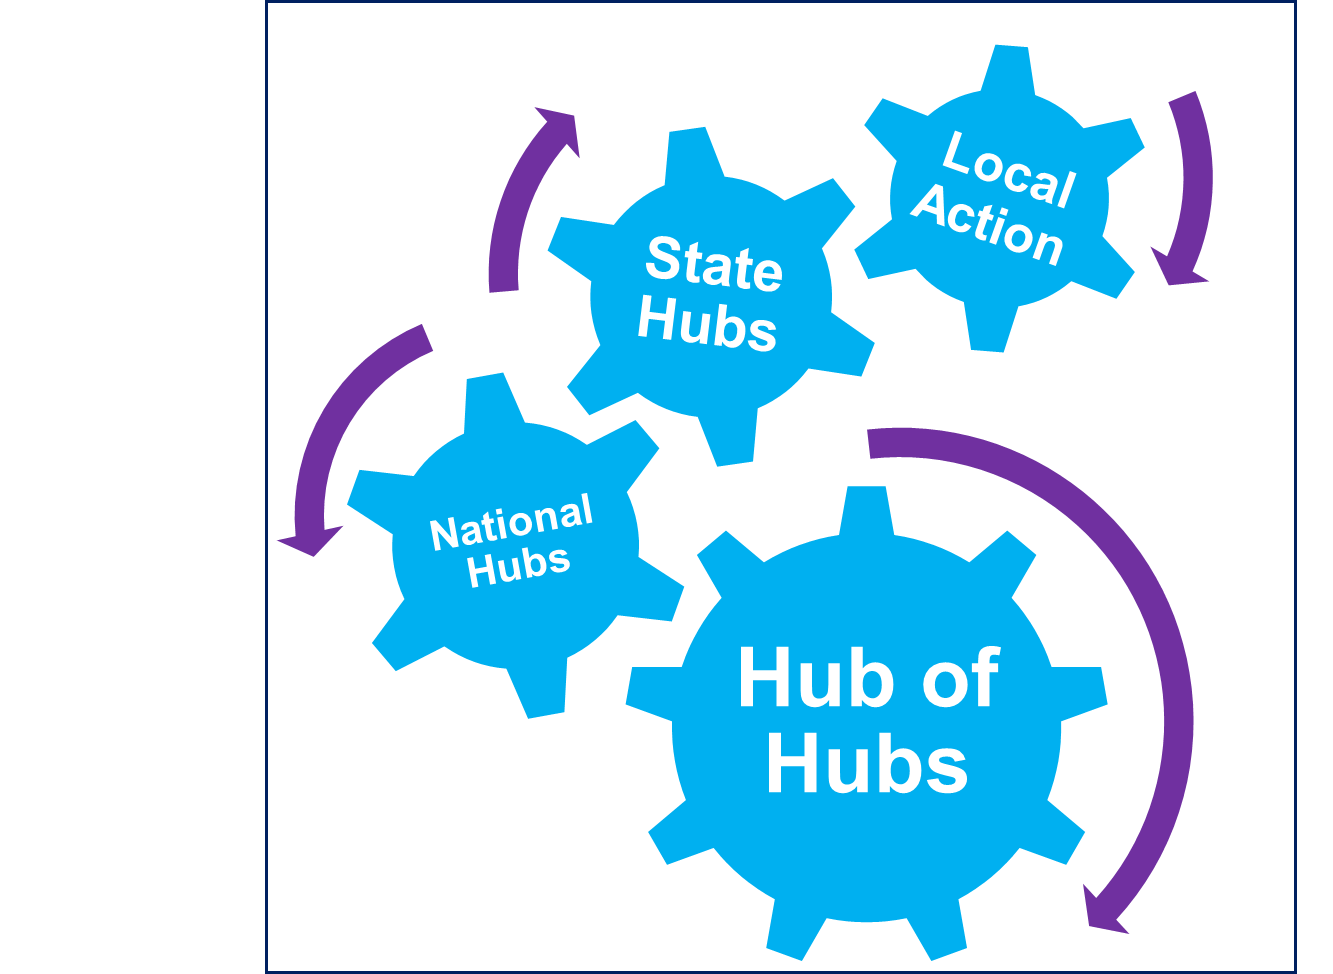 Local
Action
State
Hubs
National
Hubs
Hub of
Hubs